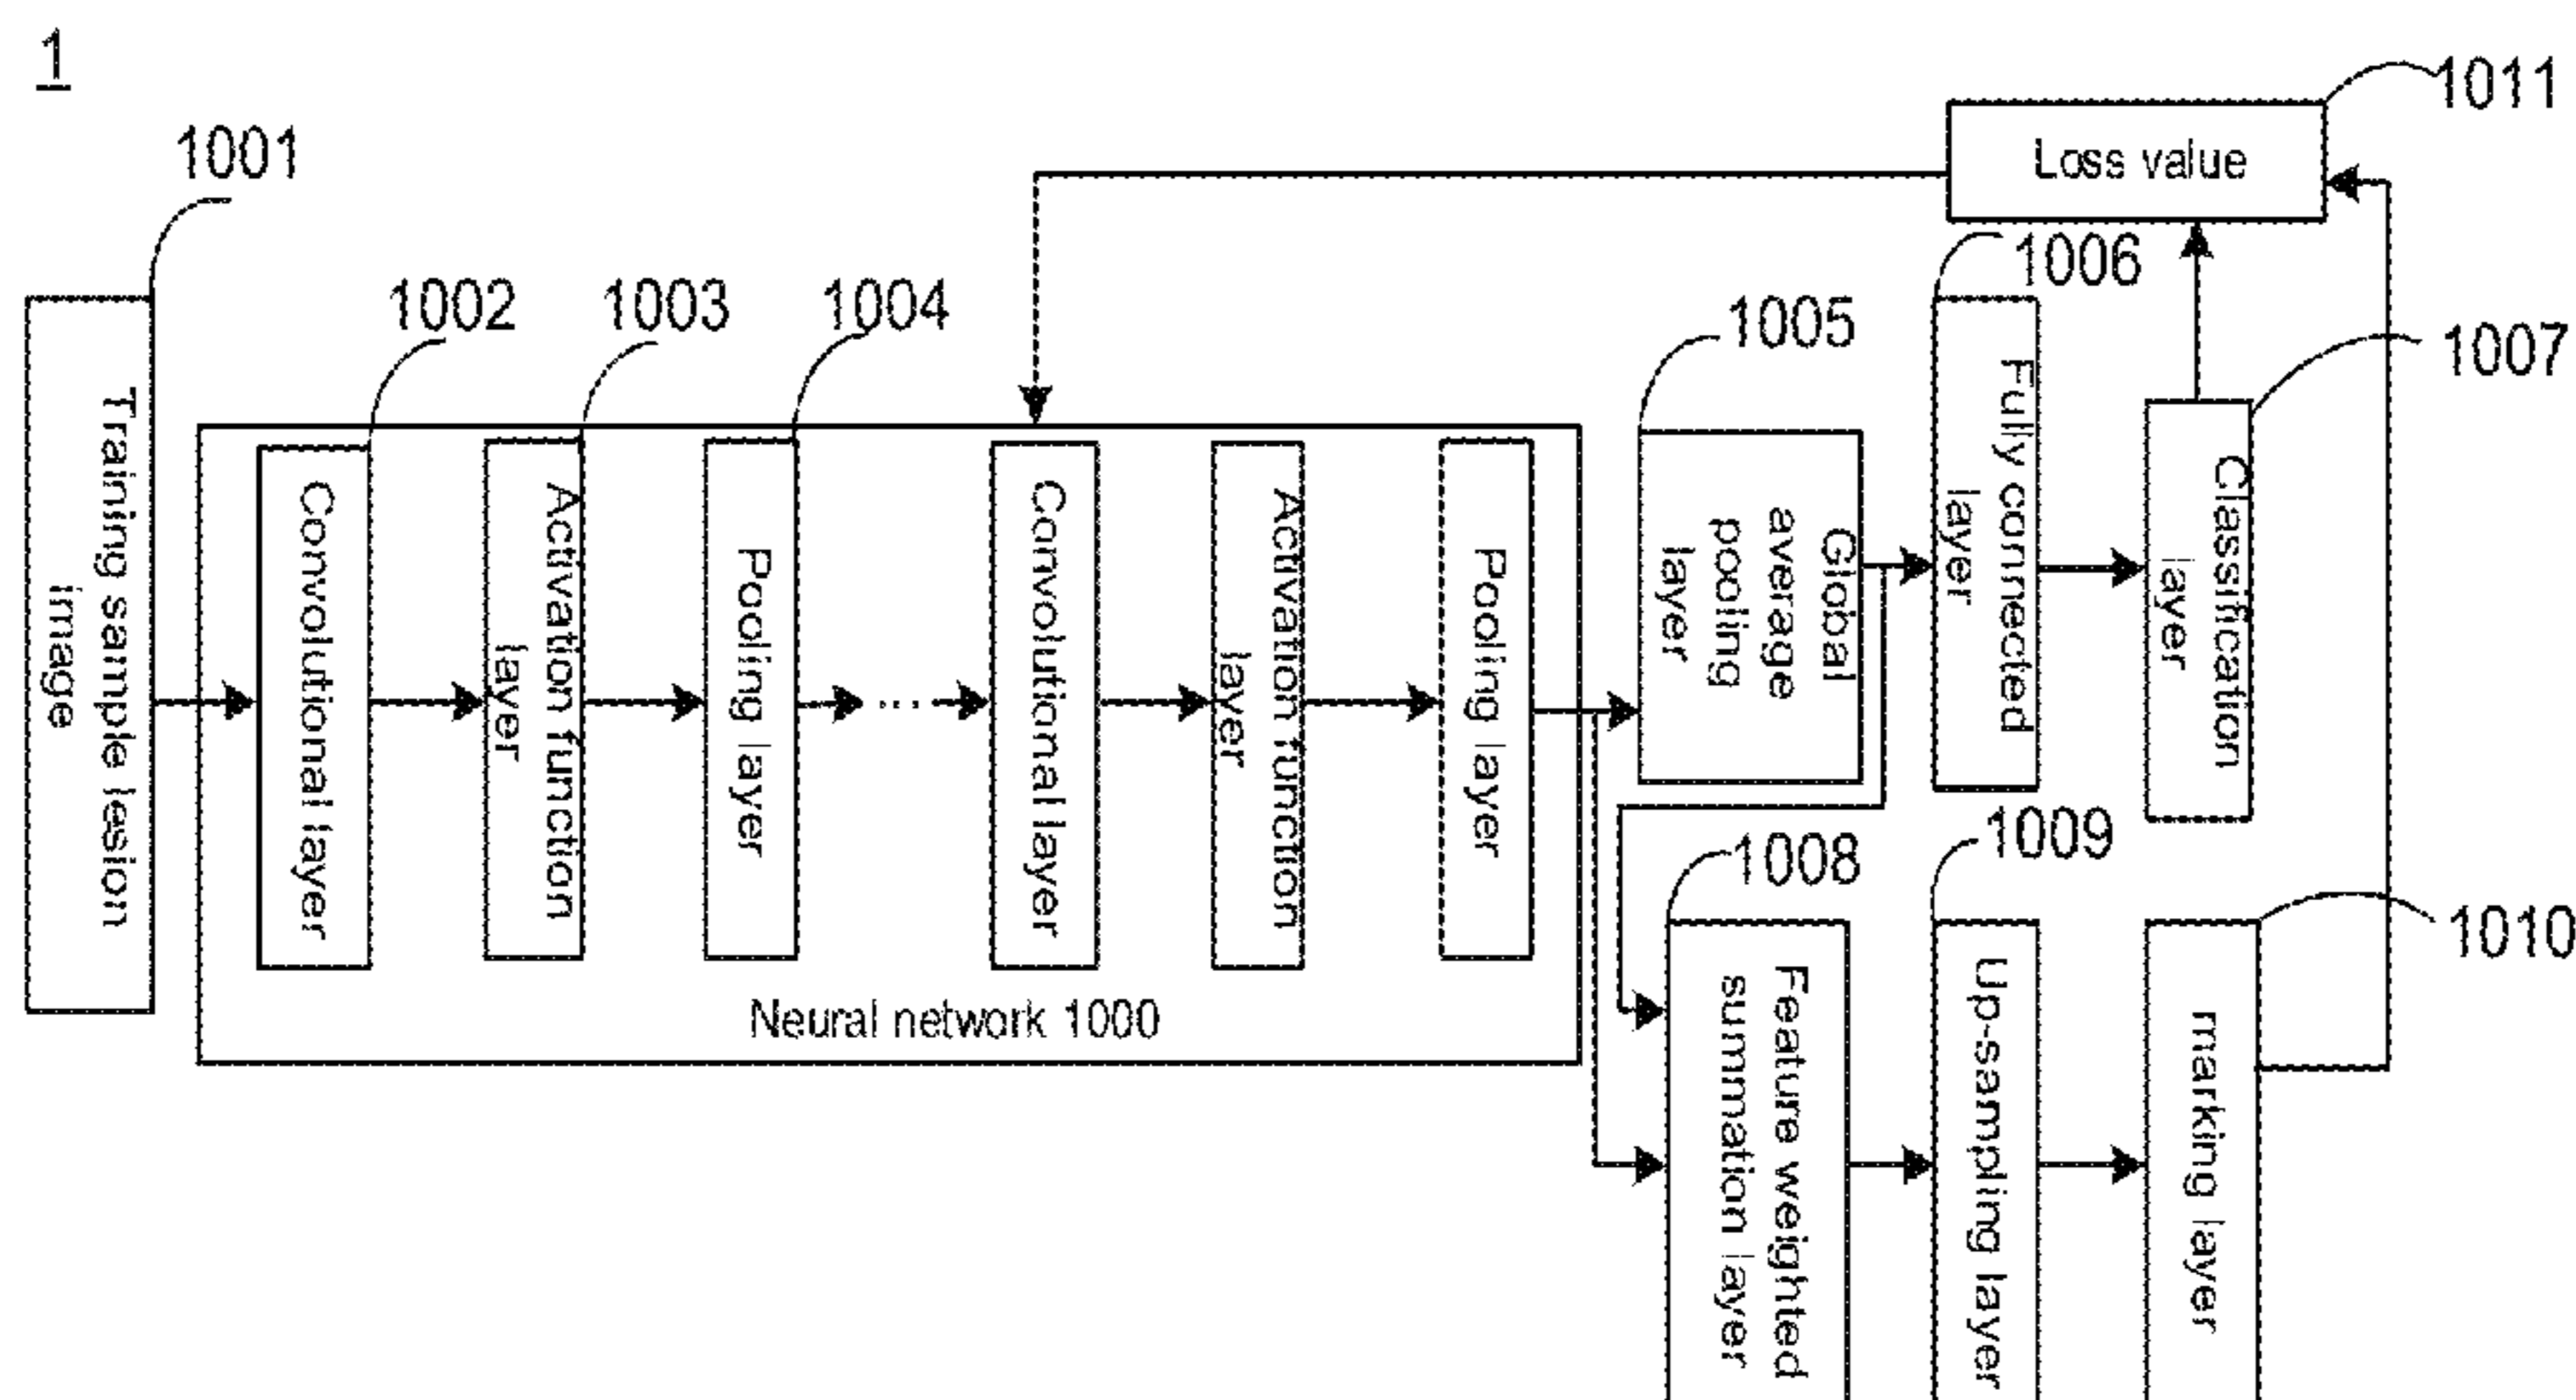 1
1001
Training sample lesion
image
1002
Convolutional layer
1003
Activation function
layer
1004
Pooling layer
...
Convolutional layer
Activation function
layer
Pooling layer
Neural network 1000
1005
Global
average
pooling
layer
1006
Fully connected
layer
1007
Classification
layer
1008
Feature weighted
summation layer
1009
Up-sampling layer
1010
marking layer
1011
Loss value